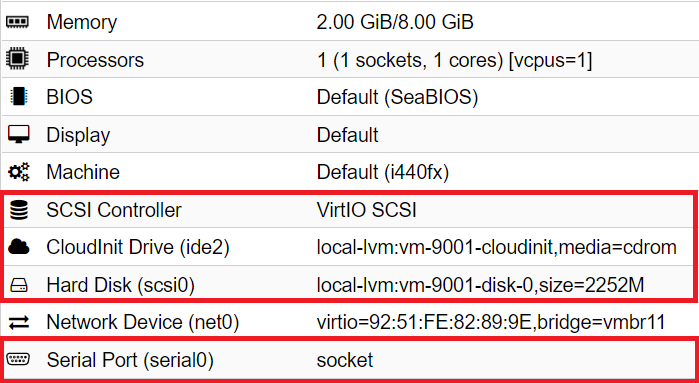 Memory 2.00 GiB/8.00 GiB
Processors 1 (1 sockets, 1 cores) [vcpus=1]
BIOS Default (SeaBIOS)
Display Default
Machine Default (i440fx)
SCSI Controller VirtIO SCSI
CloudInit Drive (ide2) local-lvm:vm-9001-cloudinit,media=cdrom
Hard Disk (scsi0) local-lvm:vm-9001-disk-0,size=2252M
Network Device (net0) virtio=92:51:FE:82:89:9E,bridge=vmbr11
Serial Port (serial0) socket